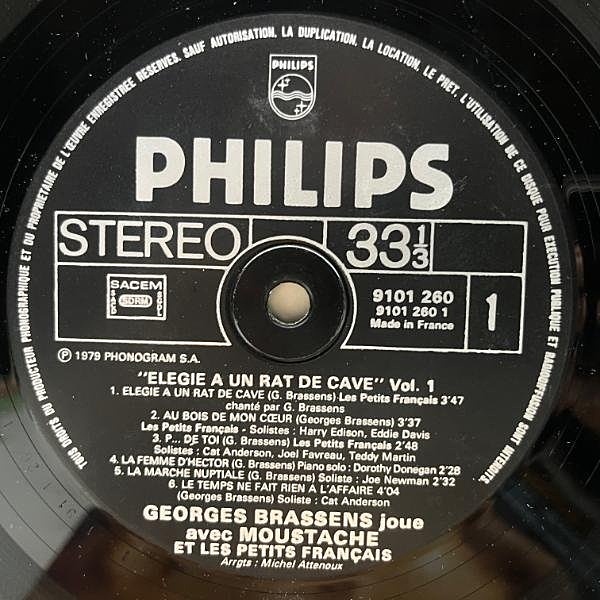 TOUS DROITS DU PRODUCTEUR PHONOGRAPHIQUE ET DU PROPRIETAIRE DE L'ŒUVRE ENREGISTREE RESERVES. SAUF AUTORISATION, LA DUPLICATION, LA LOCATION, LE PRET, L'UTILISATION DE CE DISQUE POUR EXECUTION PUBLIQUE ET RADIODIFFUSION SONT INTERDITS
PHILIPS
PHILIPS
STEREO
33 1/3
SACEM
SACD
SDRM
SGDL
9101 260
9101 260 1
Made in France
1
℗ 1979 PHONOGRAM S.A.
"ELEGIE A UN RAT DE CAVE" Vol. 1
1. ELEGIE A UN RAT DE CAVE (G. Brassens) Les Petits Français 3'47
chanté par G. Brassens
2. AU BOIS DE MON CŒUR (Georges Brassens) 3'37
Les Petits Français - Solistes : Harry Edison, Eddie Davis
3. P... DE TOI (G. Brassens) Les Petits Français 2'48
Solistes : Cat Anderson, Joel Favreau, Teddy Martin
4. LA FEMME D'HECTOR (G. Brassens) Piano solo : Dorothy Donegan 2'28
5. LA MARCHE NUPTIALE (G. Brassens) Soliste : Joe Newman 2'32
6. LE TEMPS NE FAIT RIEN A L'AFFAIRE 4'04
(Georges Brassens) Soliste : Cat Anderson
GEORGES BRASSENS joue
avec MOUSTACHE
ET LES PETITS FRANÇAIS
Arrgts : Michel Attenoux